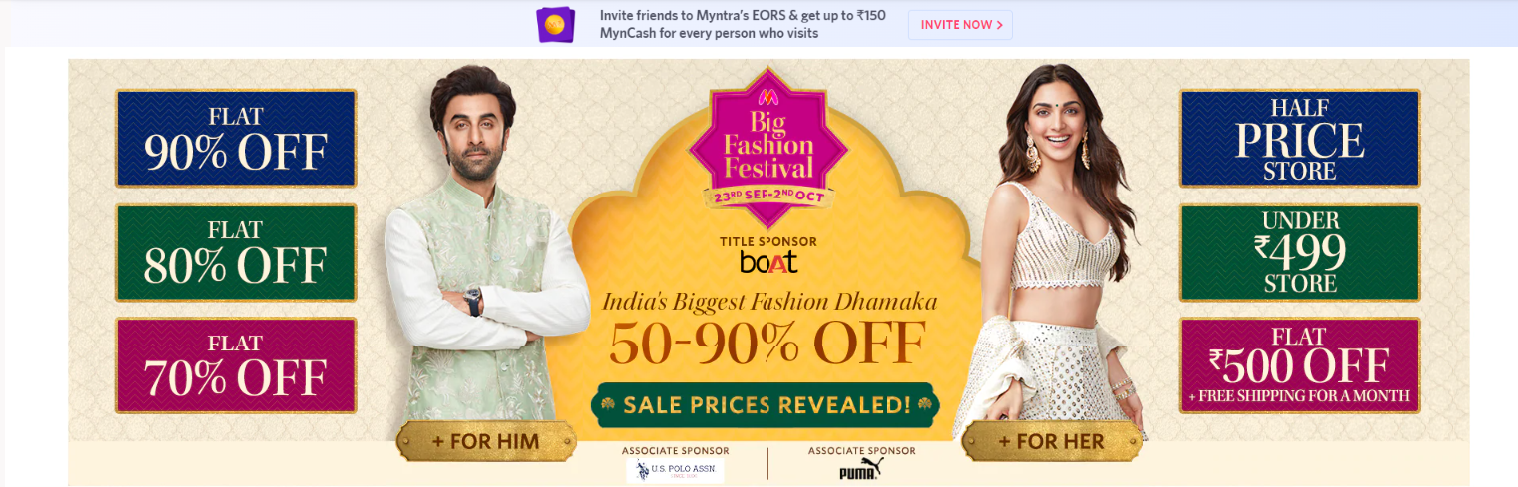 Invite friends to Myntra's EORS & get up to ₹150
MynCash for every person who visits
INVITE NOW >
FLAT
90% OFF
FLAT
80% OFF
FLAT
70% OFF
Big
Fashion
Festival
23RD SEP-2ND OCT
TITLE SPONSOR
boAt
India's Biggest Fashion Dhamaka
50-90% OFF
SALE PRICES REVEALED!
+ FOR HIM
+ FOR HER
ASSOCIATE SPONSOR
U.S. POLO ASSN.
ASSOCIATE SPONSOR
PUMA
HALF
PRICE
STORE
UNDER
₹499
STORE
FLAT
₹500 OFF
+ FREE SHIPPING FOR A MONTH